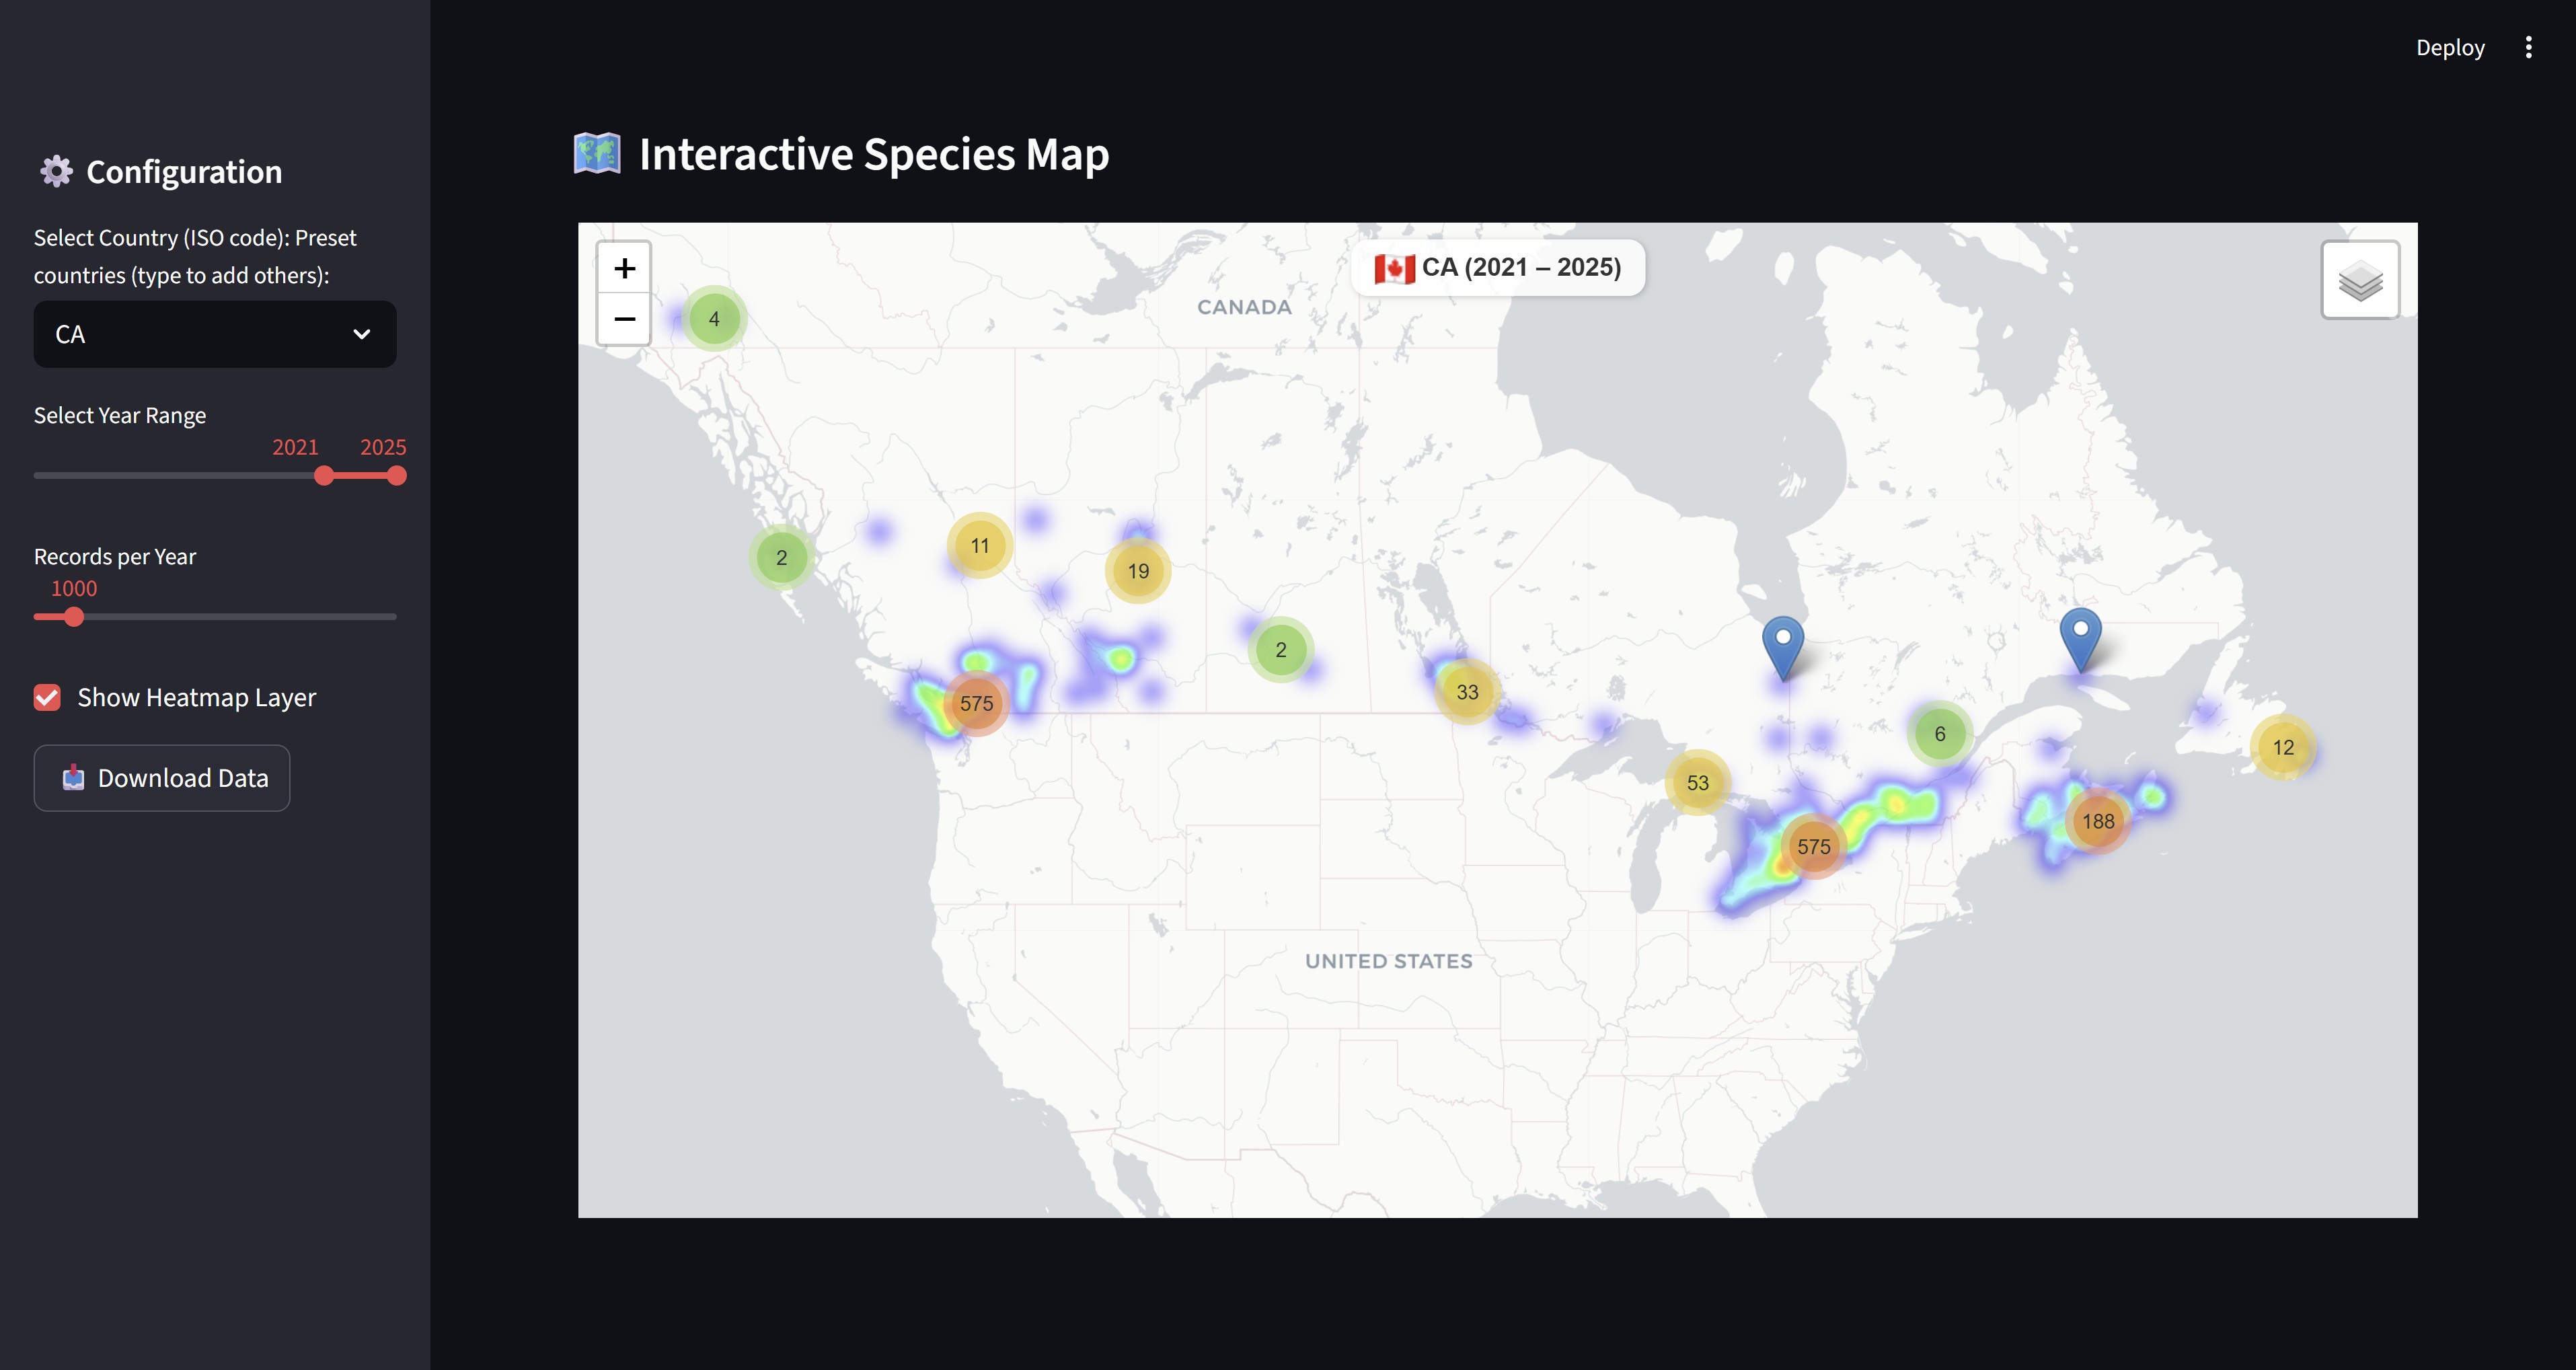 Deploy
Configuration
Select Country (ISO code): Preset
countries (type to add others):
CA
Select Year Range
2021 2025
Records per Year
1000
Show Heatmap Layer
Download Data
Interactive Species Map
+
−
CA (2021 – 2025)
CANADA
4
11
2
19
2
33
575
6
12
53
188
575
UNITED STATES